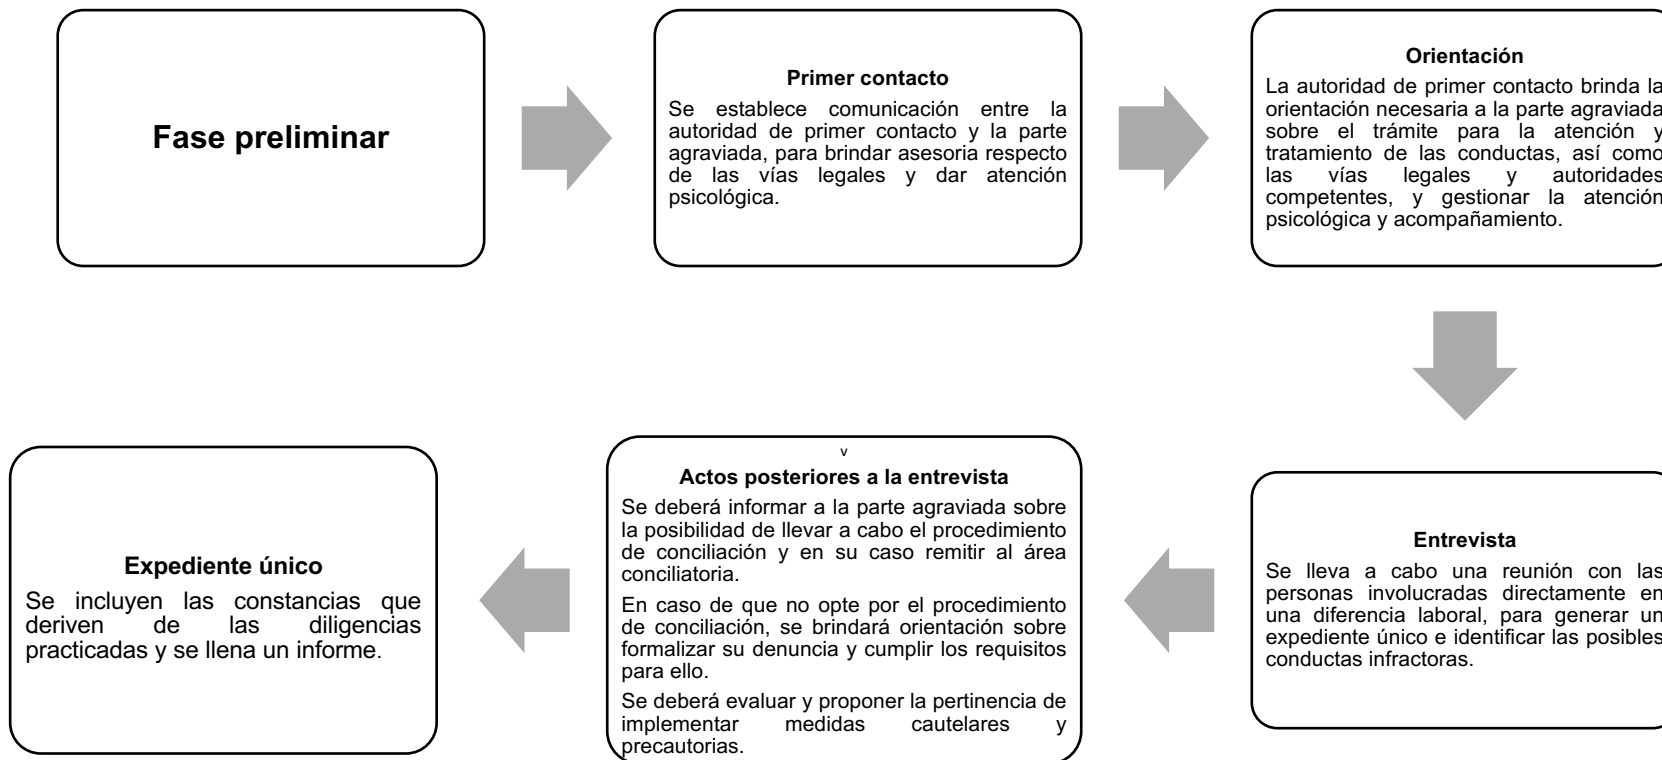 Fase preliminar
Primer contacto
Se establece comunicación entre la
autoridad de primer contacto y la parte
agraviada, para brindar asesoria respecto
de las vías legales y dar atención
psicológica.
Orientación
La autoridad de primer contacto brinda la
orientación necesaria a la parte agraviada
sobre el trámite para la atención y
tratamiento de las conductas, así como
las vías legales y autoridades
competentes, y gestionar la atención
psicológica y acompañamiento.
Entrevista
Se lleva a cabo una reunión con las
personas involucradas directamente en
una diferencia laboral, para generar un
expediente único e identificar las posibles
conductas infractoras.
v
Actos posteriores a la entrevista
Se deberá informar a la parte agraviada sobre
la posibilidad de llevar a cabo el procedimiento
de conciliación y en su caso remitir al área
conciliatoria.
En caso de que no opte por el procedimiento
de conciliación, se brindará orientación sobre
formalizar su denuncia y cumplir los requisitos
para ello.
Se deberá evaluar y proponer la pertinencia de
implementar medidas cautelares y
precautorias.
Expediente único
Se incluyen las constancias que
deriven de las diligencias
practicadas y se llena un informe.